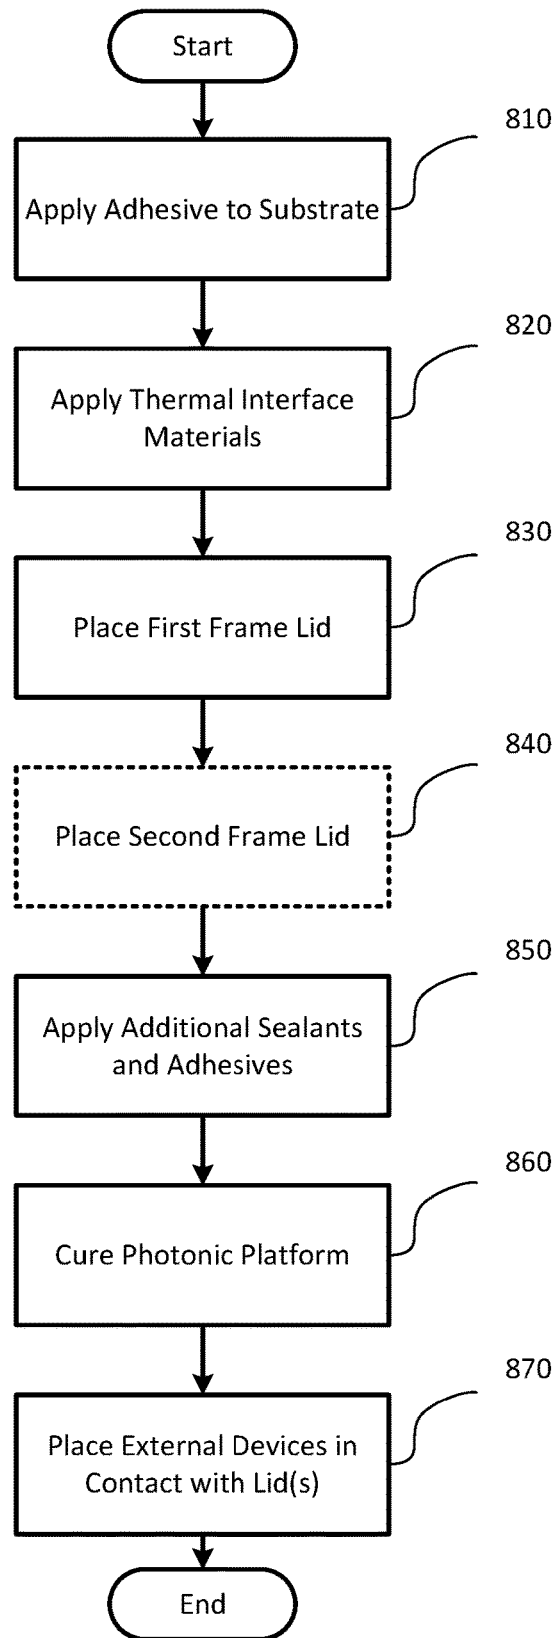 Start
810
Apply Adhesive to Substrate
820
Apply Thermal Interface
Materials
830
Place First Frame Lid
840
Place Second Frame Lid
850
Apply Additional Sealants
and Adhesives
860
Cure Photonic Platform
870
Place External Devices in
Contact with Lid(s)
End